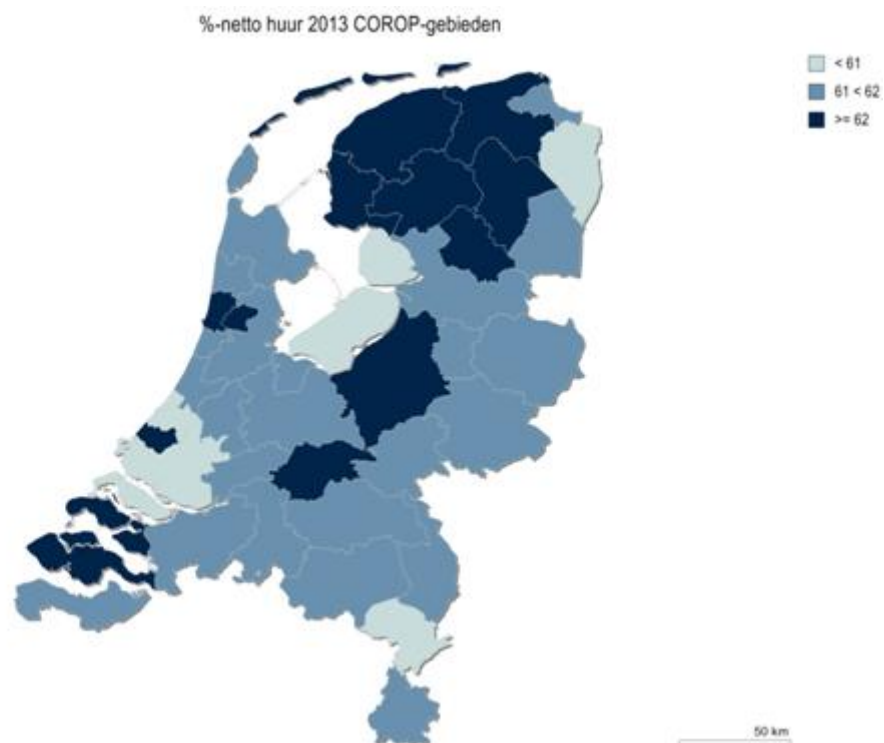 %-netto huur 2013 COROP-gebieden
< 61
61 < 62
>= 62
50 km